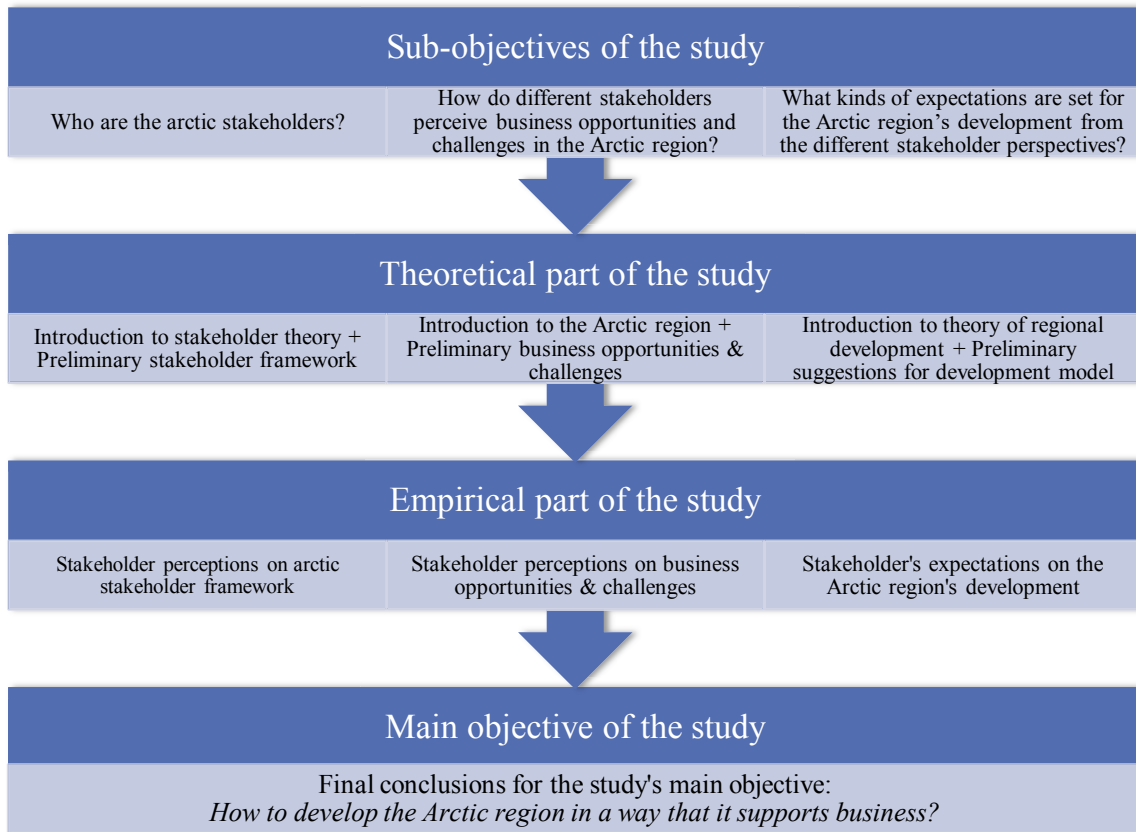 Sub-objectives of the study
Who are the arctic stakeholders?
How do different stakeholders
perceive business opportunities and
challenges in the Arctic region?
What kinds of expectations are set for
the Arctic region’s development from
the different stakeholder perspectives?
Theoretical part of the study
Introduction to stakeholder theory +
Preliminary stakeholder framework
Introduction to the Arctic region +
Preliminary business opportunities &
challenges
Introduction to theory of regional
development + Preliminary
suggestions for development model
Empirical part of the study
Stakeholder perceptions on arctic
stakeholder framework
Stakeholder perceptions on business
opportunities & challenges
Stakeholder's expectations on the
Arctic region's development
Main objective of the study
Final conclusions for the study's main objective:
How to develop the Arctic region in a way that it supports business?